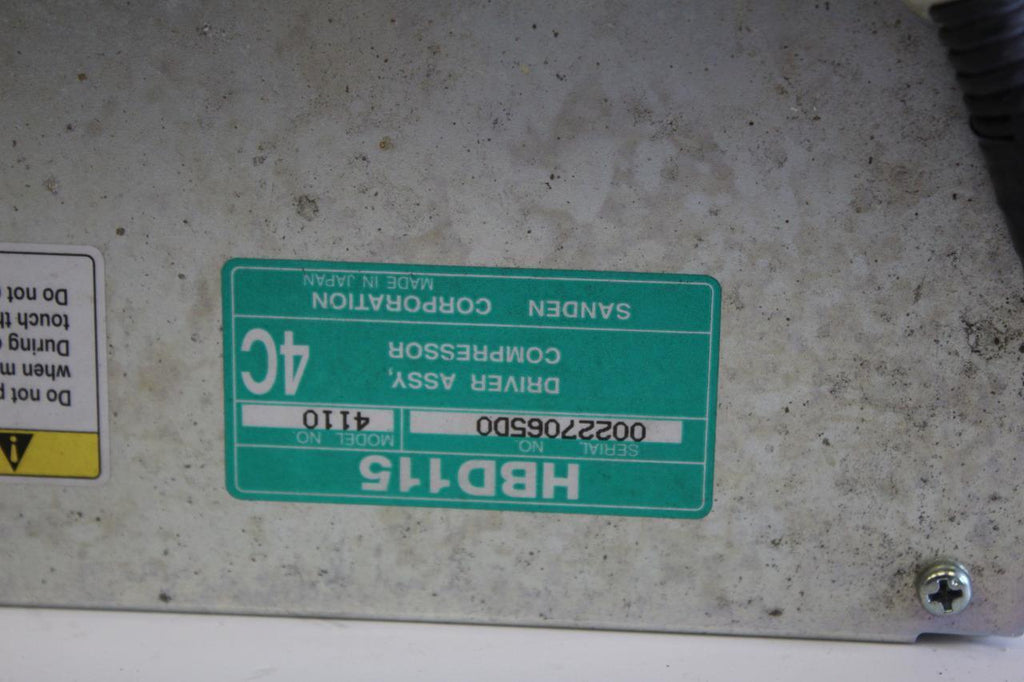 HBD115
SERIAL NO.
MODEL NO.
00227065D0
4110
DRIVER ASSY,
COMPRESSOR
4C
SANDEN CORPORATION
MADE IN JAPAN
Do not
when
During
touch
Do not